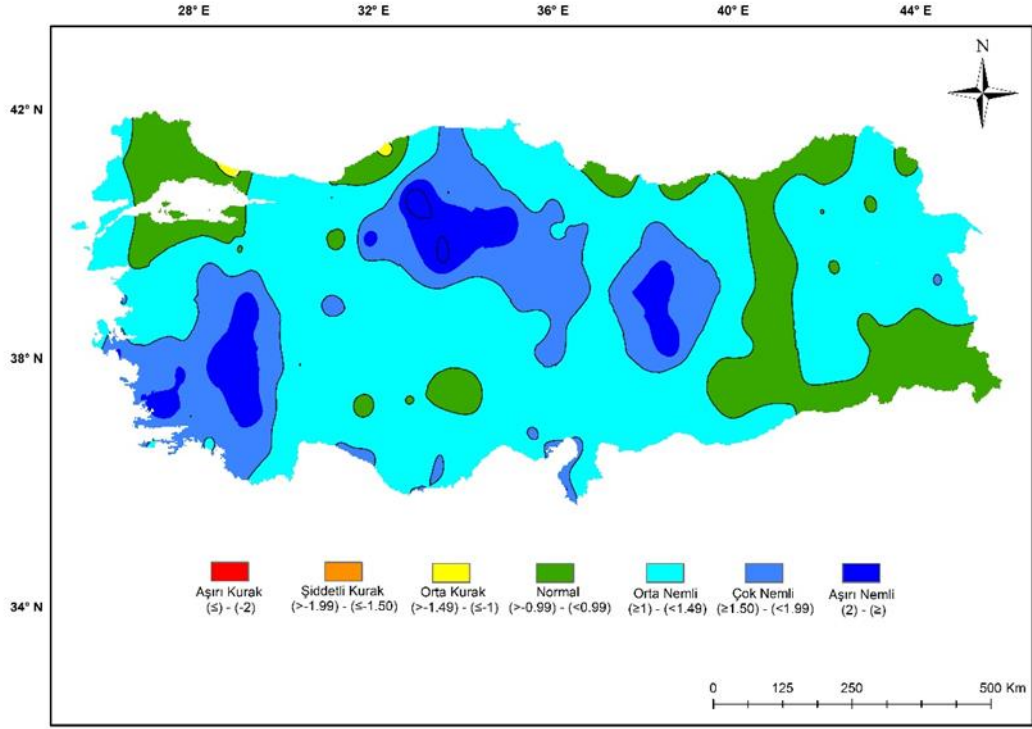 28° E 32° E 36° E 40° E 44° E
N
42° N
38° N
34° N
Aşırı Kurak
(≤) - (-2)
Şiddetli Kurak
(>-1.99) - (≤-1.50)
Orta Kurak
(>-1.49) - (≤-1)
Normal
(>-0.99) - (<0.99)
Orta Nemli
(≥1) - (<1.49)
Çok Nemli
(≥1.50) - (<1.99)
Aşırı Nemli
(2) - (≥)
0 125 250 500 Km